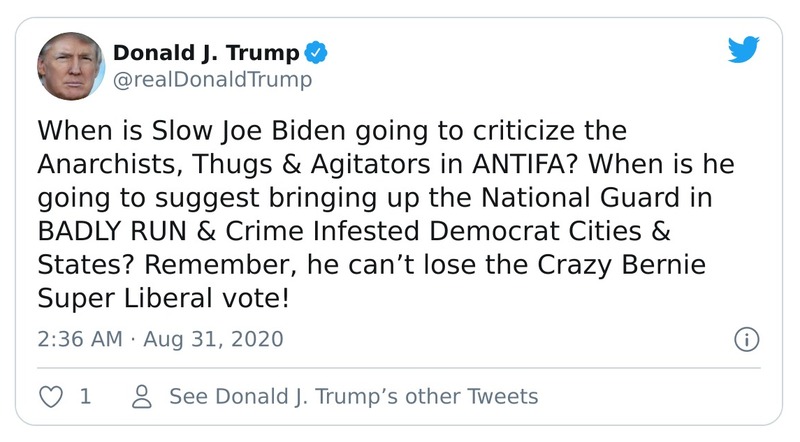 Donald J. Trump
@realDonaldTrump
When is Slow Joe Biden going to criticize the
Anarchists, Thugs & Agitators in ANTIFA? When is he
going to suggest bringing up the National Guard in
BADLY RUN & Crime Infested Democrat Cities &
States? Remember, he can’t lose the Crazy Bernie
Super Liberal vote!
2:36 AM · Aug 31, 2020
1 See Donald J. Trump’s other Tweets